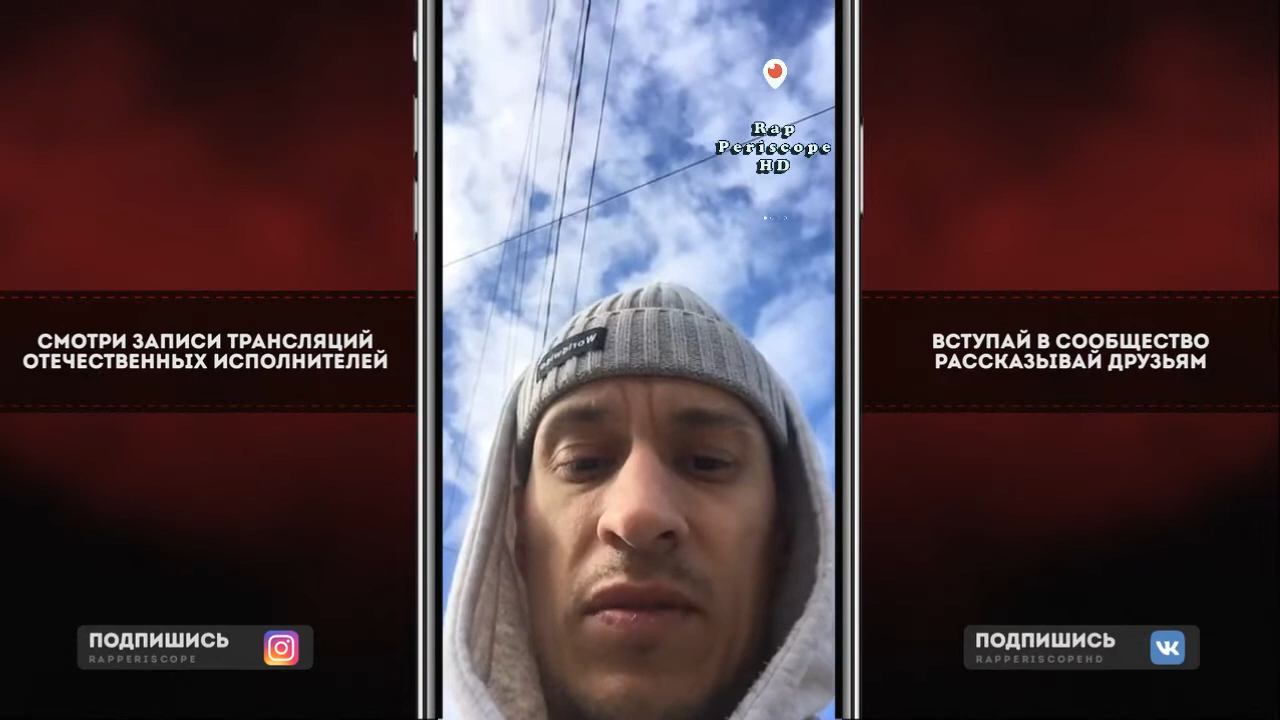 Rap
Periscope
HD
СМОТРИ ЗАПИСИ ТРАНСЛЯЦИЙ
ОТЕЧЕСТВЕННЫХ ИСПОЛНИТЕЛЕЙ
ВСТУПАЙ В СООБЩЕСТВО
РАССКАЗЫВАЙ ДРУЗЬЯМ
ПОДПИШИСЬ
RAPPERISCOPE
ПОДПИШИСЬ
RAPPERISCOPEHD